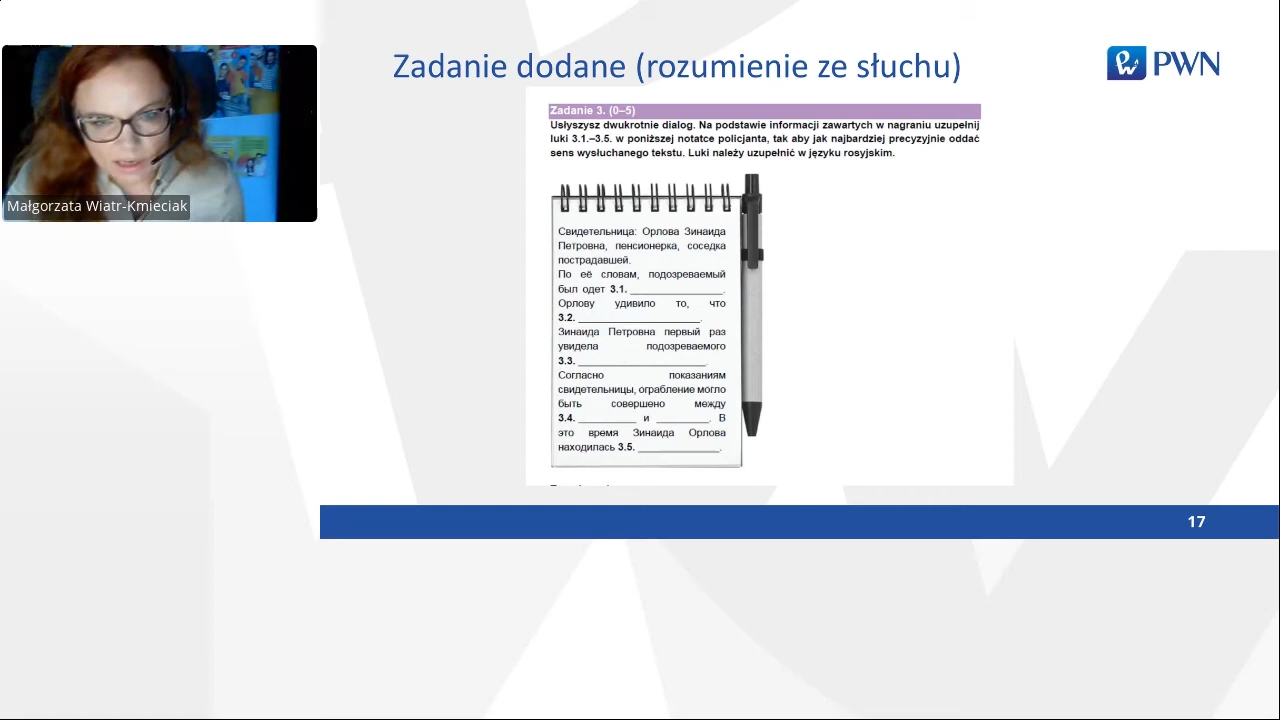 Zadanie dodane (rozumienie ze słuchu)
PWN
Małgorzata Wiatr-Kmieciak
Zadanie 3. (0–5)
Usłyszysz dwukrotnie dialog. Na podstawie informacji zawartych w nagraniu uzupełnij
luki 3.1.–3.5. w poniższej notatce policjanta, tak aby jak najbardziej precyzyjnie oddać
sens wysłuchanego tekstu. Luki należy uzupełnić w języku rosyjskim.
Свидетельница: Орлова Зинаида
Петровна, пенсионерка, соседка
пострадавшей.
По её словам, подозреваемый
был одет 3.1. ________________.
Орлову удивило то, что
3.2. _____________________.
Зинаида Петровна первый раз
увидела подозреваемого
3.3. ______________________.
Согласно показаниям
свидетельницы, ограбление могло
быть совершено между
3.4. __________ и _________. В
это время Зинаида Орлова
находилась 3.5. ______________.
17